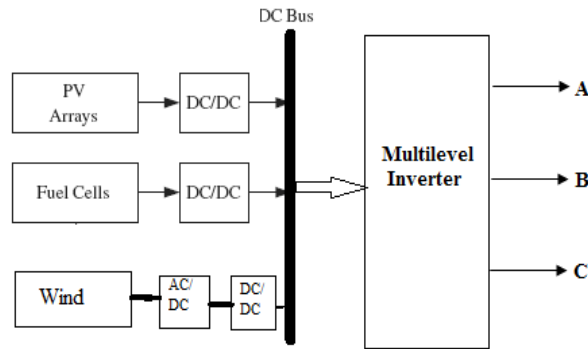 DC Bus
PV
Arrays
DC/DC
Fuel Cells
DC/DC
Wind
AC/
DC
DC/
DC
Multilevel
Inverter
A
B
C